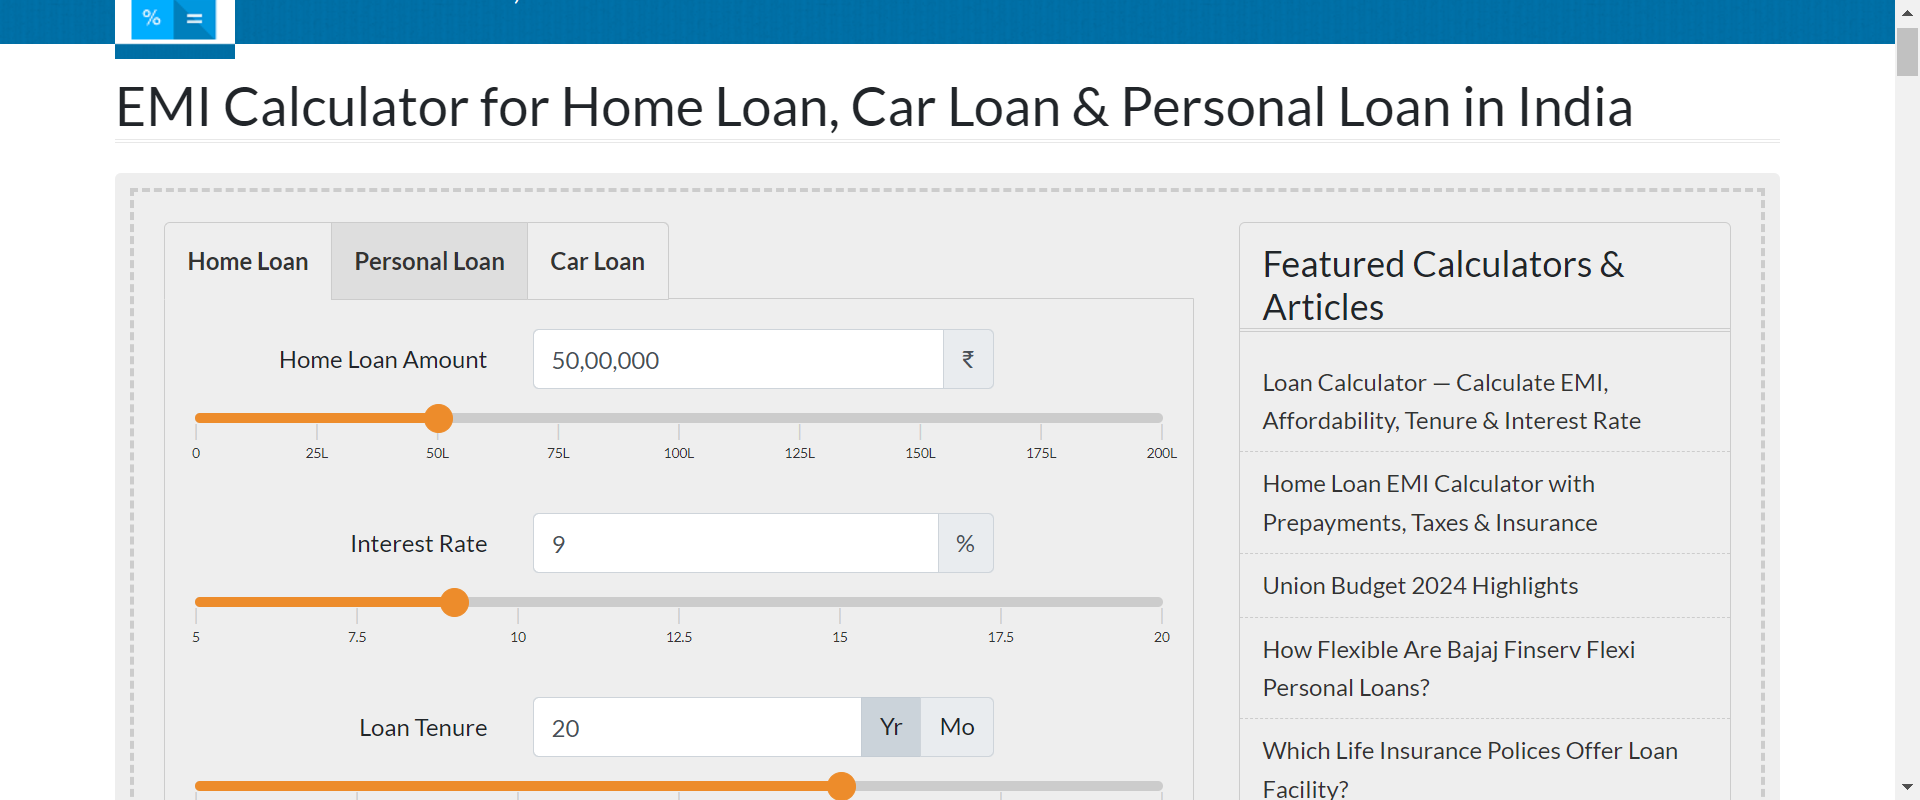 % =
EMI Calculator for Home Loan, Car Loan & Personal Loan in India
Home Loan
Personal Loan
Car Loan
Home Loan Amount
50,00,000
₹
0 25L 50L 75L 100L 125L 150L 175L 200L
Interest Rate
9
%
5 7.5 10 12.5 15 17.5 20
Loan Tenure
20
Yr
Mo
Featured Calculators &
Articles
Loan Calculator — Calculate EMI,
Affordability, Tenure & Interest Rate
Home Loan EMI Calculator with
Prepayments, Taxes & Insurance
Union Budget 2024 Highlights
How Flexible Are Bajaj Finserv Flexi
Personal Loans?
Which Life Insurance Polices Offer Loan
Facility?